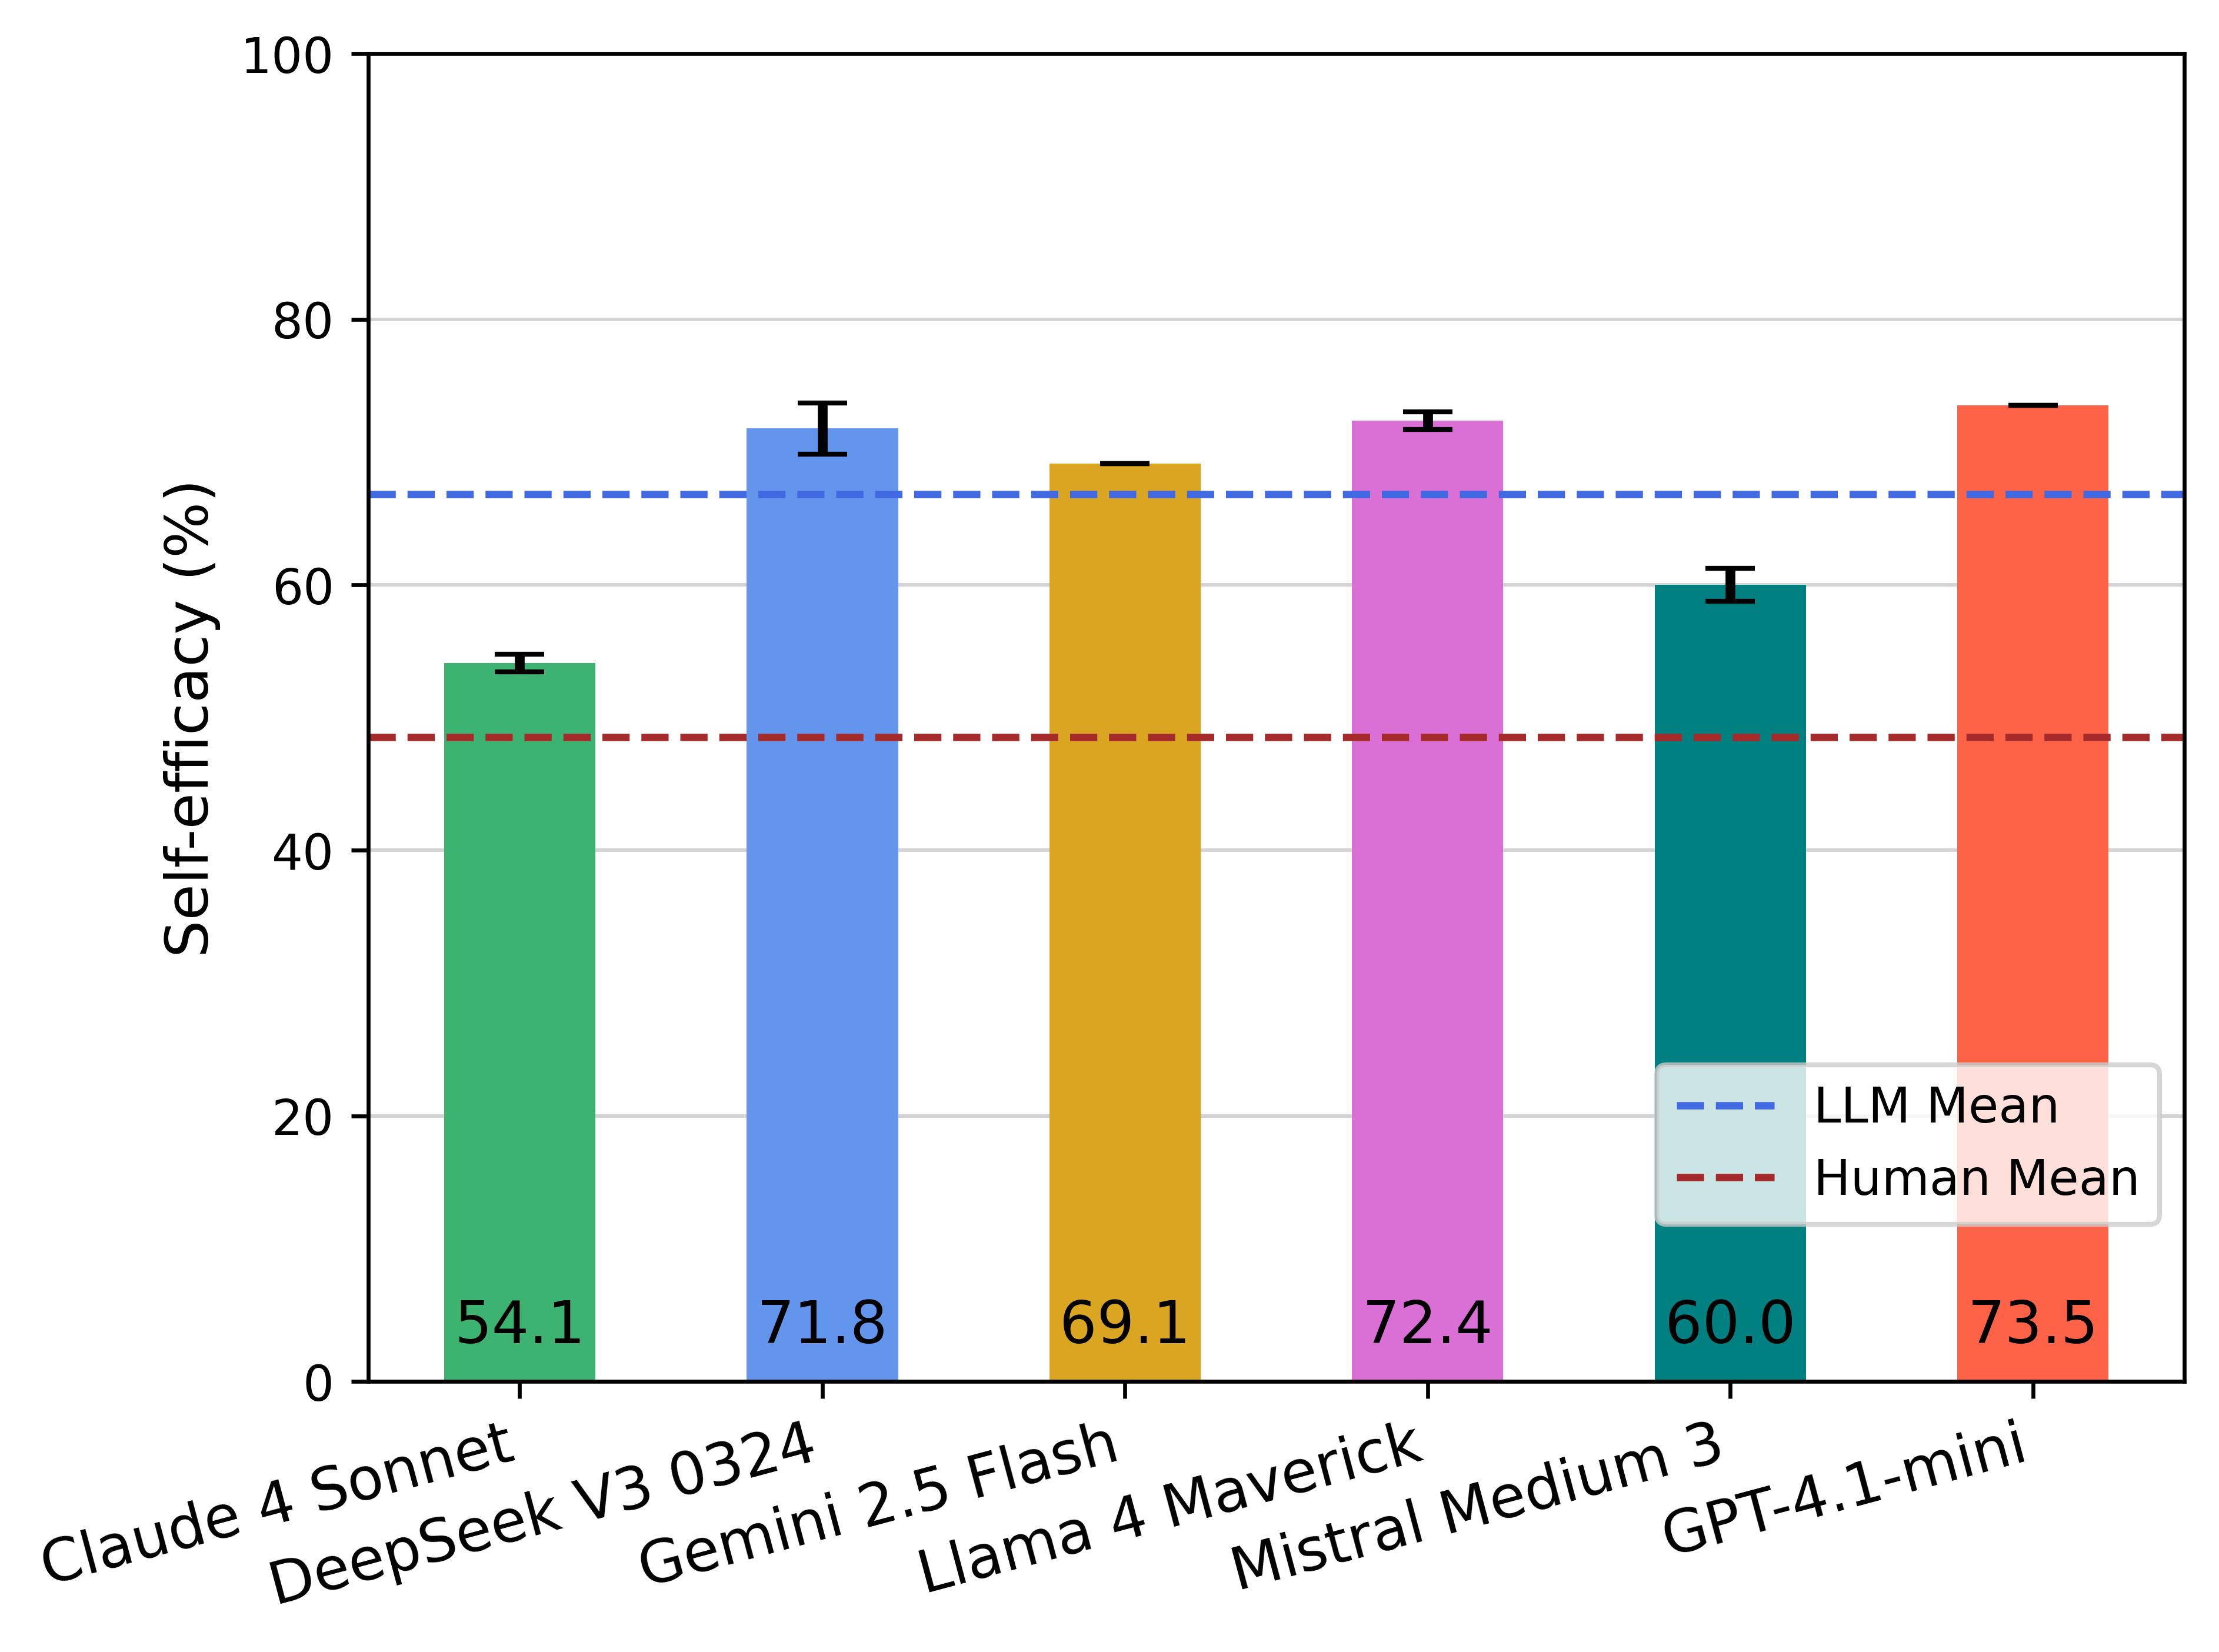 100
80
60
40
20
0
Self-efficacy (%)
LLM Mean
Human Mean
54.1
71.8
69.1
72.4
60.0
73.5
Claude 4 Sonnet
DeepSeek V3 0324
Gemini 2.5 Flash
Llama 4 Maverick
Mistral Medium 3
GPT-4.1-mini